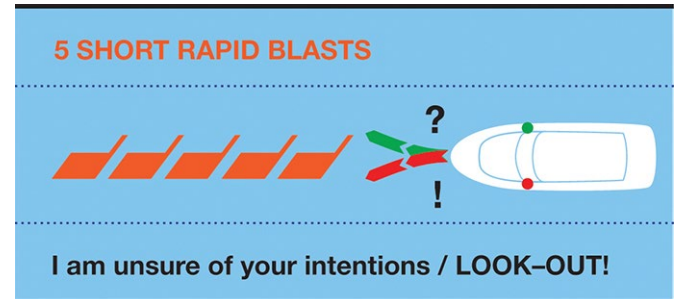 5 SHORT RAPID BLASTS
?
!
I am unsure of your intentions / LOOK–OUT!